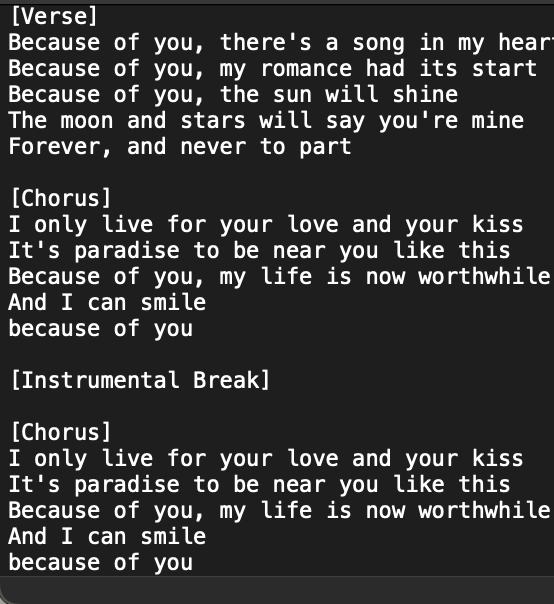 [Verse]
Because of you, there's a song in my heart
Because of you, my romance had its start
Because of you, the sun will shine
The moon and stars will say you're mine
Forever, and never to part
[Chorus]
I only live for your love and your kiss
It's paradise to be near you like this
Because of you, my life is now worthwhile
And I can smile
because of you
[Instrumental Break]
[Chorus]
I only live for your love and your kiss
It's paradise to be near you like this
Because of you, my life is now worthwhile
And I can smile
because of you